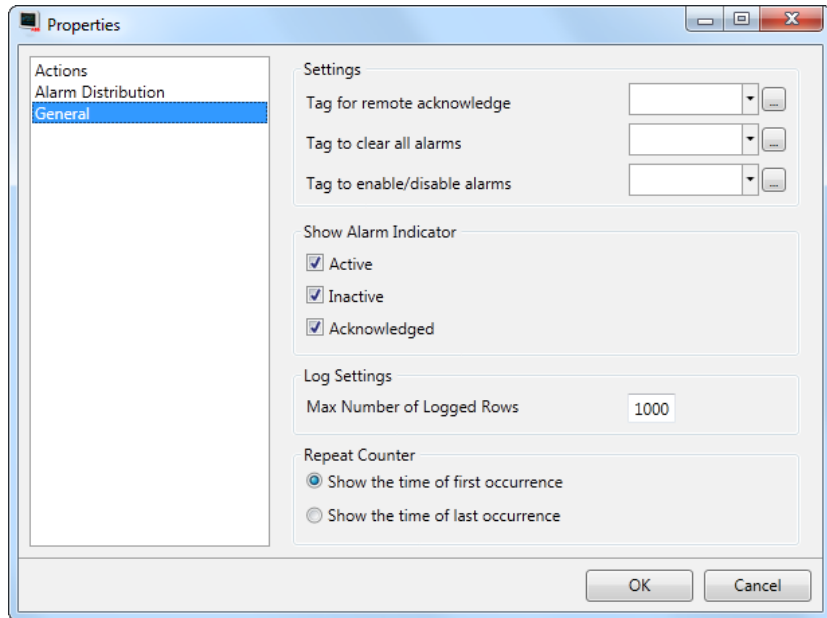 Properties
Actions
Alarm Distribution
General
Settings
Tag for remote acknowledge
...
Tag to clear all alarms
...
Tag to enable/disable alarms
...
Show Alarm Indicator
Active
Inactive
Acknowledged
Log Settings
Max Number of Logged Rows 1000
Repeat Counter
Show the time of first occurrence
Show the time of last occurrence
OK Cancel